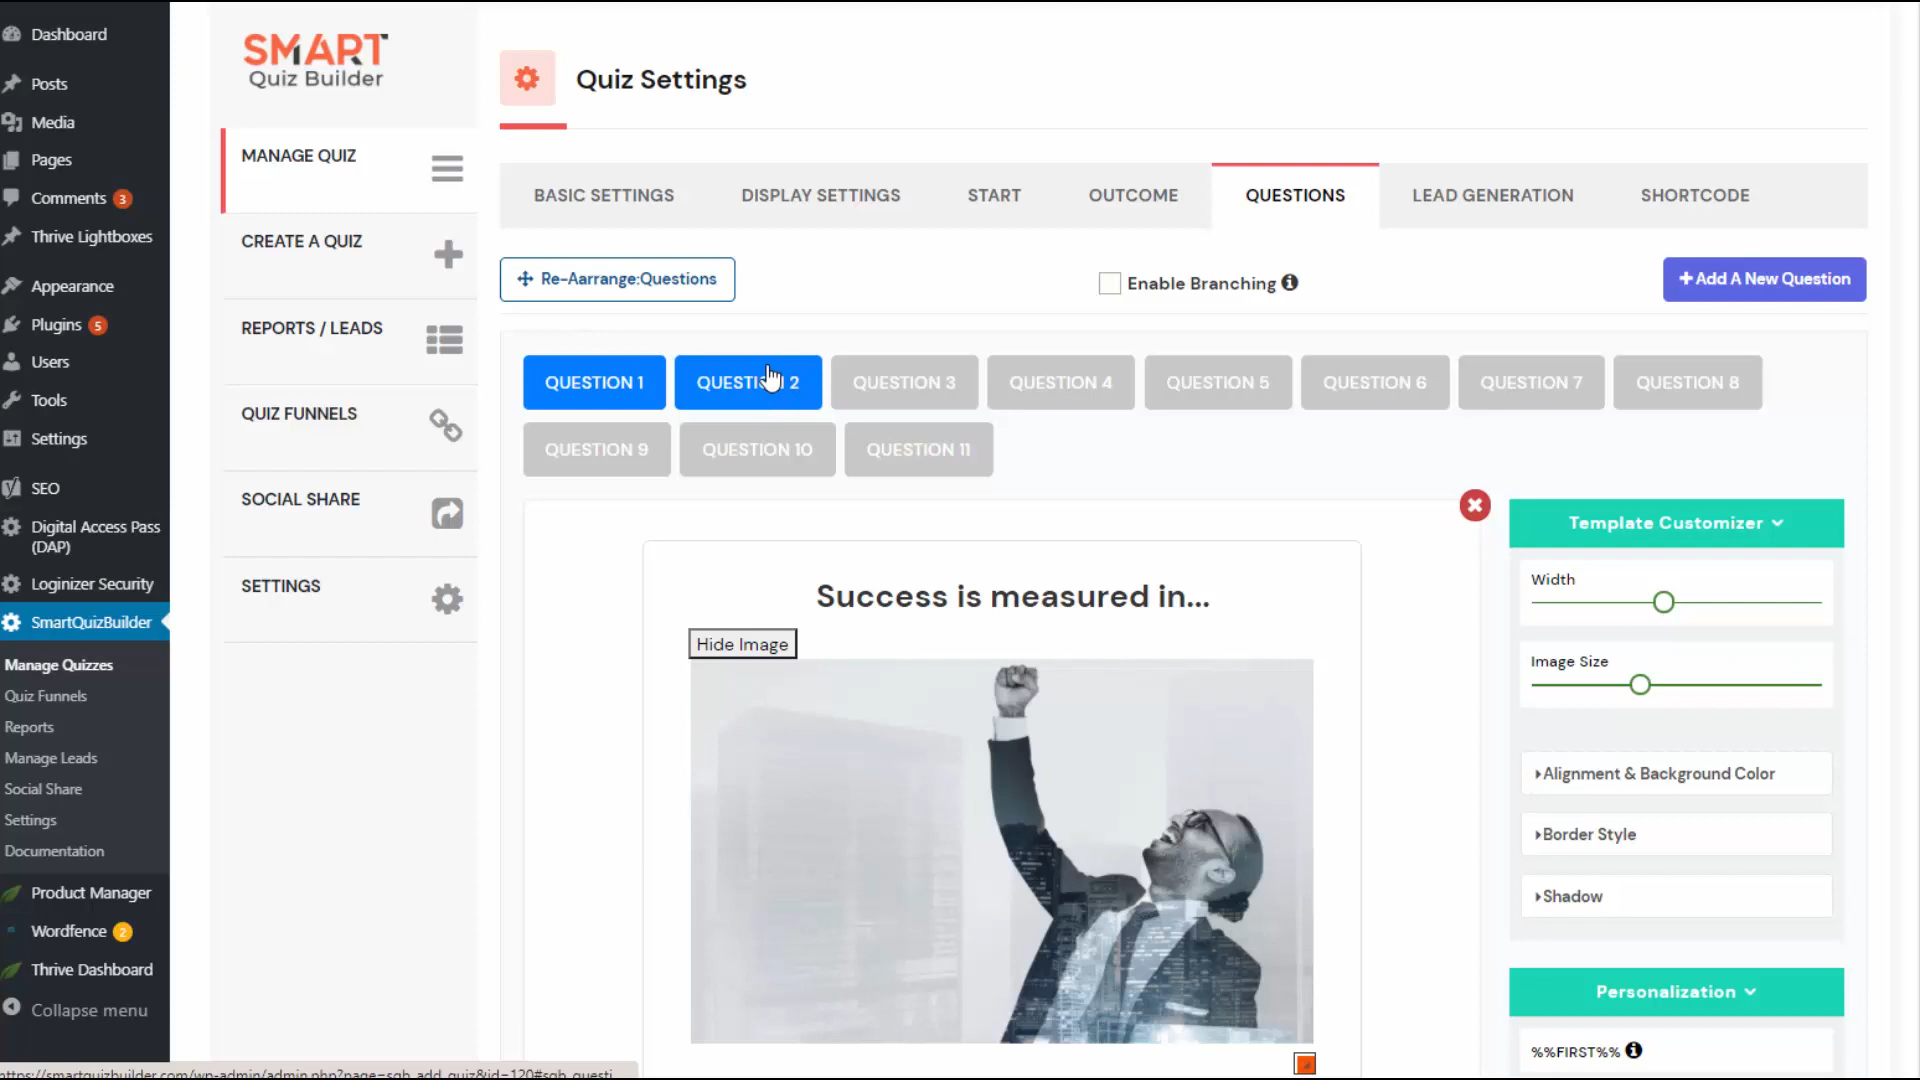 Dashboard
Posts
Media
Pages
Comments 3
Thrive Lightboxes
Appearance
Plugins 5
Users
Tools
Settings
SEO
Digital Access Pass
(DAP)
Loginizer Security
SmartQuizBuilder
Manage Quizzes
Quiz Funnels
Reports
Manage Leads
Social Share
Settings
Documentation
Product Manager
Wordfence 2
Thrive Dashboard
Collapse menu
SMART
Quiz Builder
MANAGE QUIZ
CREATE A QUIZ
REPORTS / LEADS
QUIZ FUNNELS
SOCIAL SHARE
SETTINGS
Quiz Settings
BASIC SETTINGS DISPLAY SETTINGS START OUTCOME QUESTIONS LEAD GENERATION SHORTCODE
Re-Aarrange:Questions Enable Branching + Add A New Question
QUESTION 1 2 QUESTION 3 QUESTION 4 QUESTION 5 QUESTION 6 QUESTION 7 QUESTION 8
QUESTION 9 QUESTION 10 QUESTION 11
Success is measured in...
Hide Image
Template Customizer
Width
Image Size
Alignment & Background Color
Border Style
Shadow
Personalization
%%FIRST%%